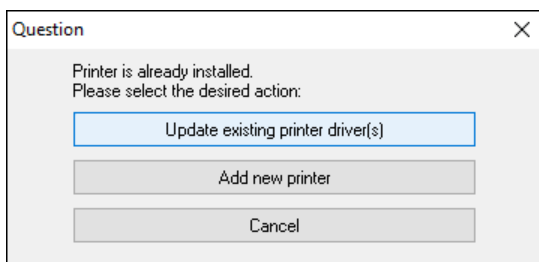 Question
Printer is already installed.
Please select the desired action:
Update existing printer driver(s)
Add new printer
Cancel